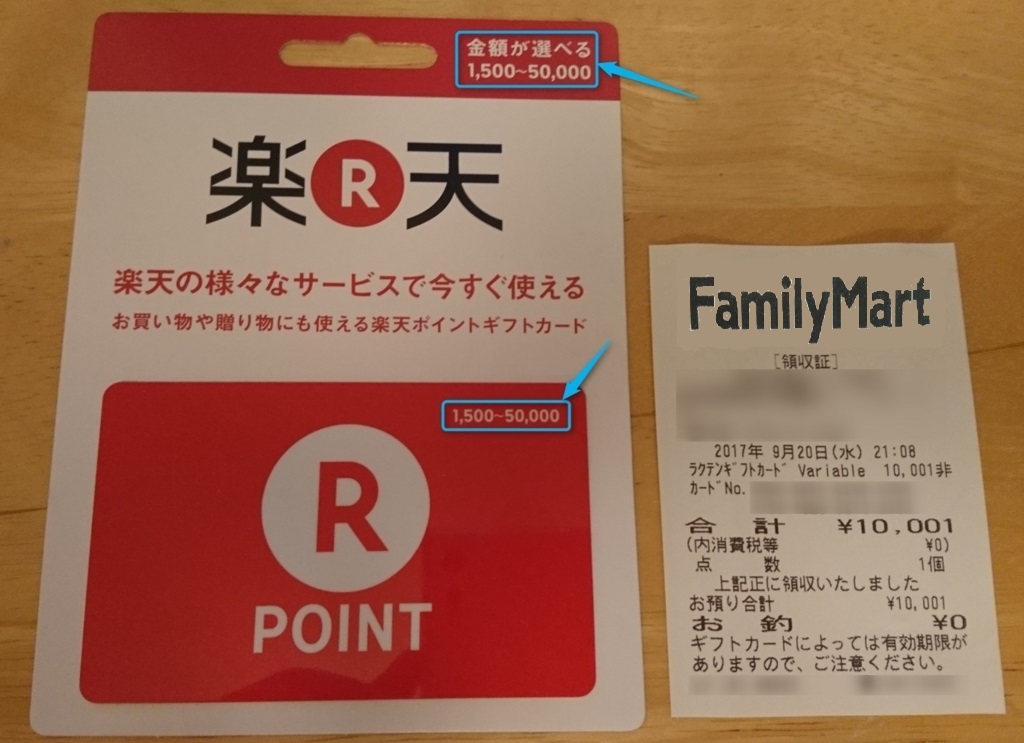 金額が選べる
1,500~50,000
楽R天
楽天の様々なサービスで今すぐ使える
お買い物や贈り物にも使える楽天ポイントギフトカード
1,500~50,000
R
POINT
FamilyMart
[領収証]
2017年 9月20日(水) 21:08
ラクテンギフトカード Variable 10,001非
カードNo.
合 計 ¥10,001
(内消費税等 ¥0)
点 数 1個
上記正に領収いたしました
お預り合計 ¥10,001
お 釣 ¥0
ギフトカードによっては有効期限が
ありますので、ご注意ください。